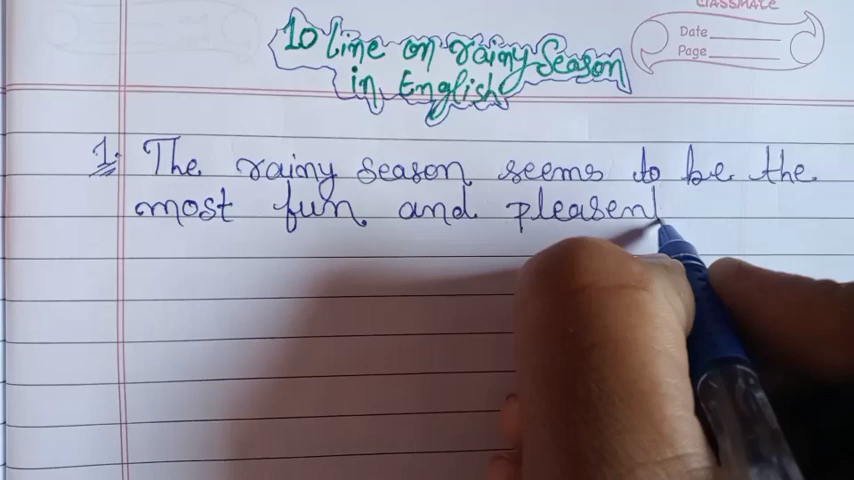 CLASSMATE
Date
Page
10 line on rainy Season
in English
1. The rainy season seems to be the
most fun and pleasent